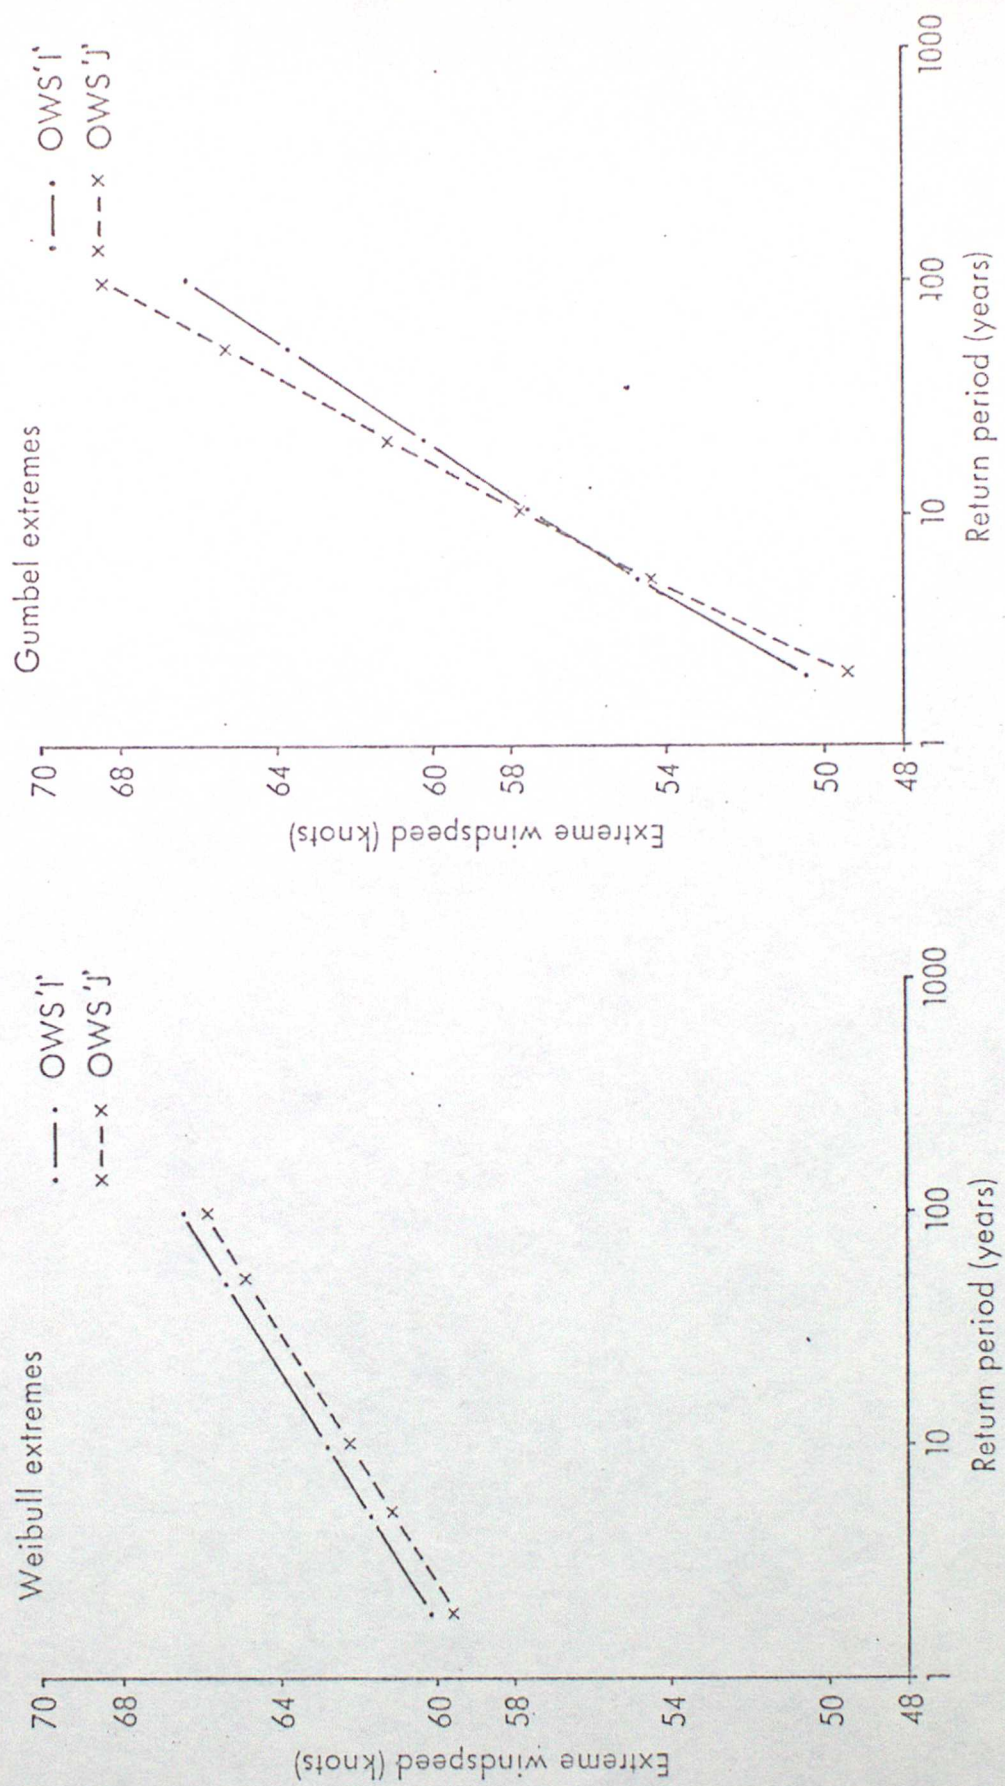 Weibull extremes
•——• OWS'I'
×——× OWS'J'
70
68
64
60
58
54
50
48
Extreme windspeed (knots)
1
10
100
1000
Return period (years)
Gumbel extremes
•——• OWS'I'
××——× OWS'J'
70
68
64
60
58
54
50
48
Extreme windspeed (knots)
1
10
100
1000
Return period (years)